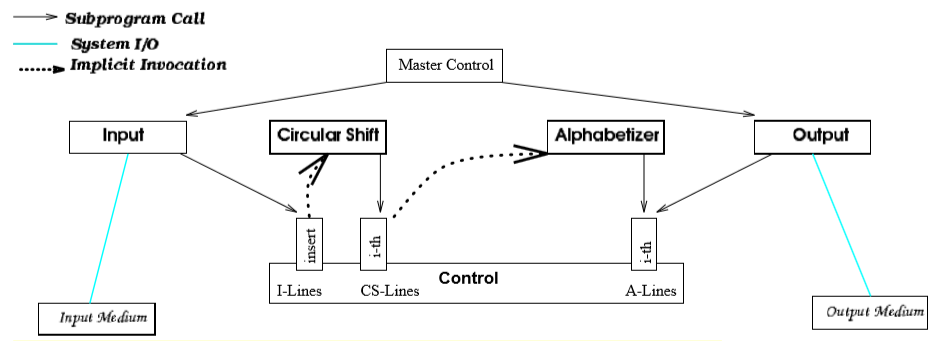 Subprogram Call
System I/O
Implicit Invocation
Master Control
Input
Circular Shift
Alphabetizer
Output
insert
i-th
i-th
Control
I-Lines
CS-Lines
A-Lines
Input Medium
Output Medium